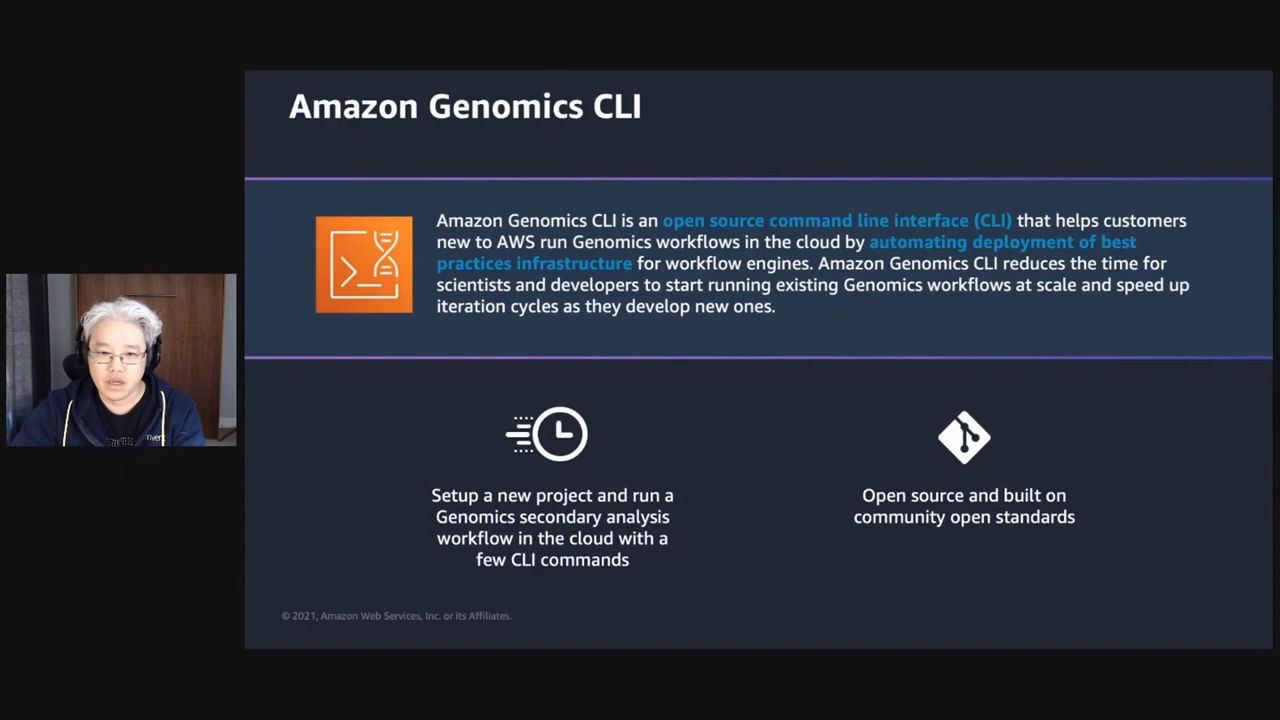 Amazon Genomics CLI
Amazon Genomics CLI is an open source command line interface (CLI) that helps customers
new to AWS run Genomics workflows in the cloud by automating deployment of best
practices infrastructure for workflow engines. Amazon Genomics CLI reduces the time for
scientists and developers to start running existing Genomics workflows at scale and speed up
iteration cycles as they develop new ones.
Setup a new project and run a
Genomics secondary analysis
workflow in the cloud with a
few CLI commands
Open source and built on
community open standards
© 2021, Amazon Web Services, Inc. or its Affiliates.